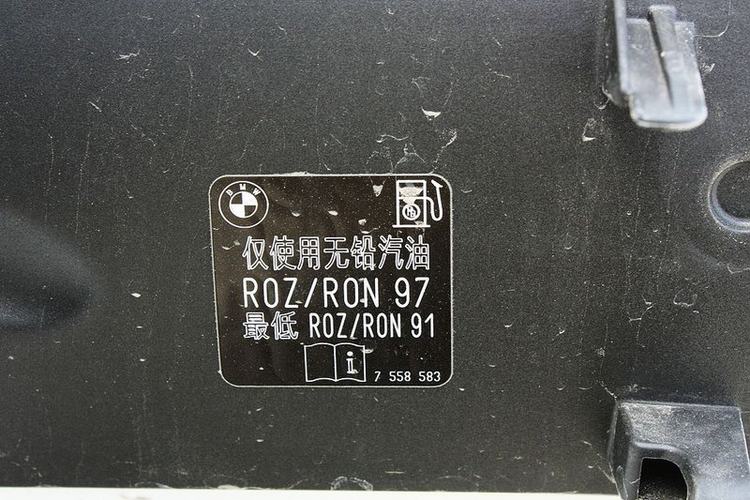 BMW
仅使用无铅汽油
ROZ/RON 97
最低 ROZ/RON 91
i 7 558 583